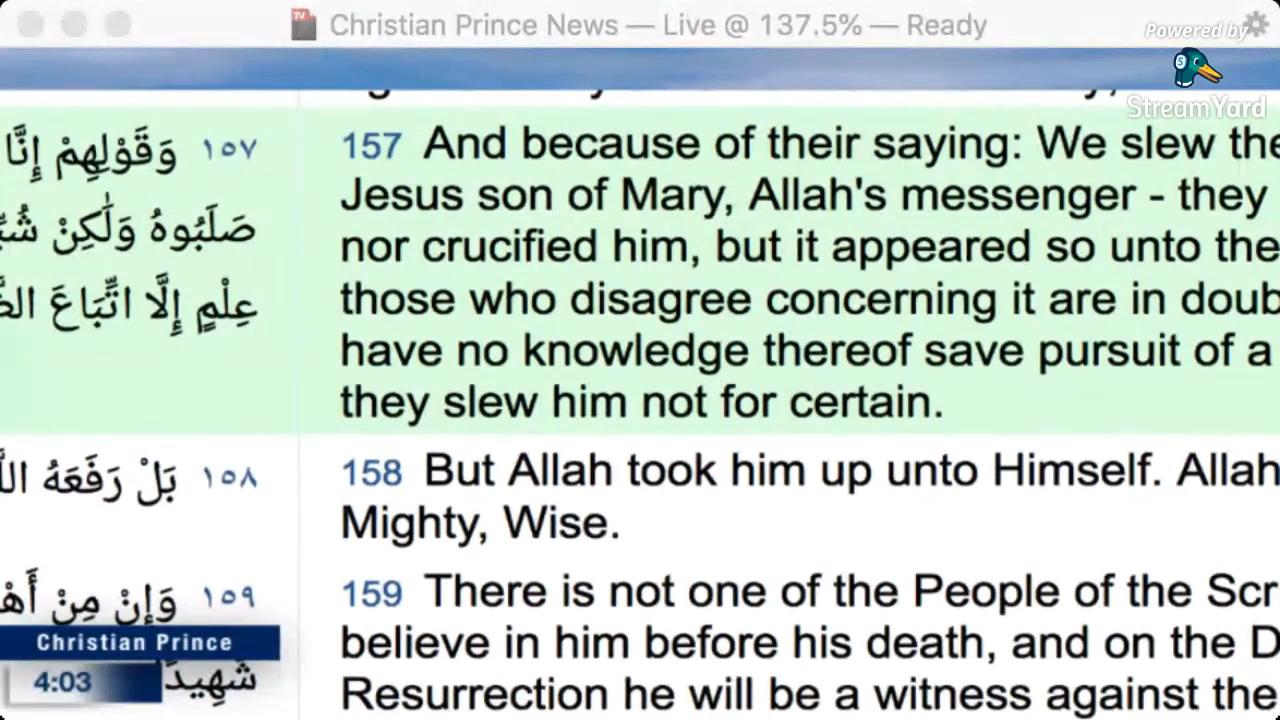 Christian Prince News — Live @ 137.5% — Ready
Powered by
StreamYard
157 And because of their saying: We slew the
Jesus son of Mary, Allah's messenger - they
nor crucified him, but it appeared so unto the
those who disagree concerning it are in doub
have no knowledge thereof save pursuit of a
they slew him not for certain.
١٥٧ وَقَوْلِهِمْ إِنَّا
صَلَبُوهُ وَلَٰكِنْ
عِلْمٍ إِلَّا اتِّبَاعَ
158 But Allah took him up unto Himself. Allah
Mighty, Wise.
١٥٨ بَلْ رَفَعَهُ
159 There is not one of the People of the Scr
believe in him before his death, and on the D
Resurrection he will be a witness against the
١٥٩ وَإِنْ مِنْ
شَهِيدًا
Christian Prince
4:03